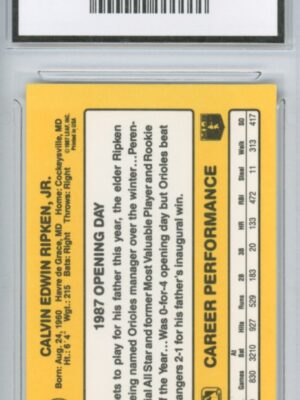 CALVIN EDWIN RIPKEN, JR.
Born: Aug. 24, 1960 Havre de Grace, MD Home: Cockeysville, MD
Ht.: 6'4" Wgt.: 215 Bats: Right Throws: Right
© 1987 LEAF, INC.
Printed in USA
1987 OPENING DAY
ets to play for his father this year, the elder Ripken
eing named Orioles manager over the winter...Peren-
ial All Star and former Most Valuable Player and Rookie
f the Year...Was 0-for-4 opening day but Orioles beat
angers 2-1 for his father's inaugural win.
CAREER PERFORMANCE
Games At Bat Hits Runs 2B 3B HR RBI Steal Walk SO
830 3210 927 529 183 20 133 472 11 313 417